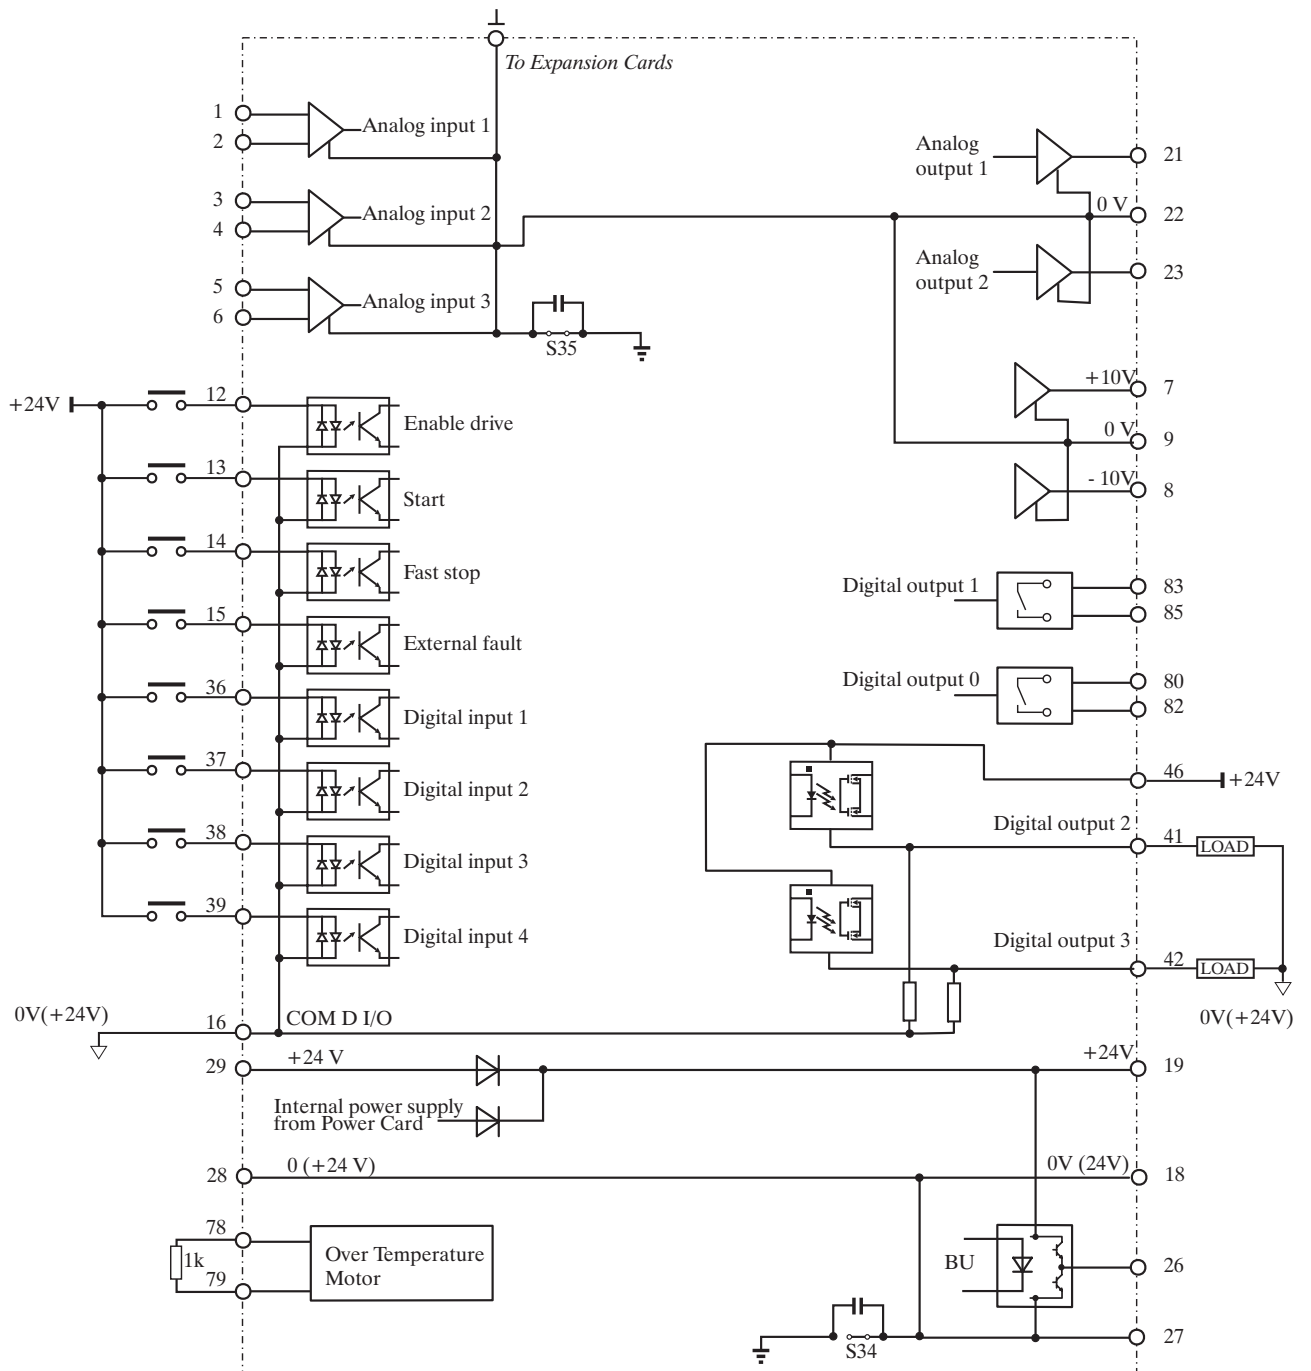 To Expansion Cards
1
Analog input 1
2
Analog
output 1
21
3
Analog input 2
4
0 V
22
5
Analog input 3
6
Analog
output 2
23
S35
+24V
12
Enable drive
+10V
7
0 V
9
13
Start
- 10V
8
14
Fast stop
Digital output 1
83
85
15
External fault
36
Digital input 1
Digital output 0
80
82
37
Digital input 2
46
+24V
38
Digital input 3
Digital output 2
41
LOAD
39
Digital input 4
Digital output 3
42
LOAD
0V(+24V)
16
COM D I/O
0V(+24V)
29
+24 V
+24V
19
Internal power supply
from Power Card
28
0 (+24 V)
0V (24V)
18
78
1k
79
Over Temperature
Motor
BU
26
S34
27